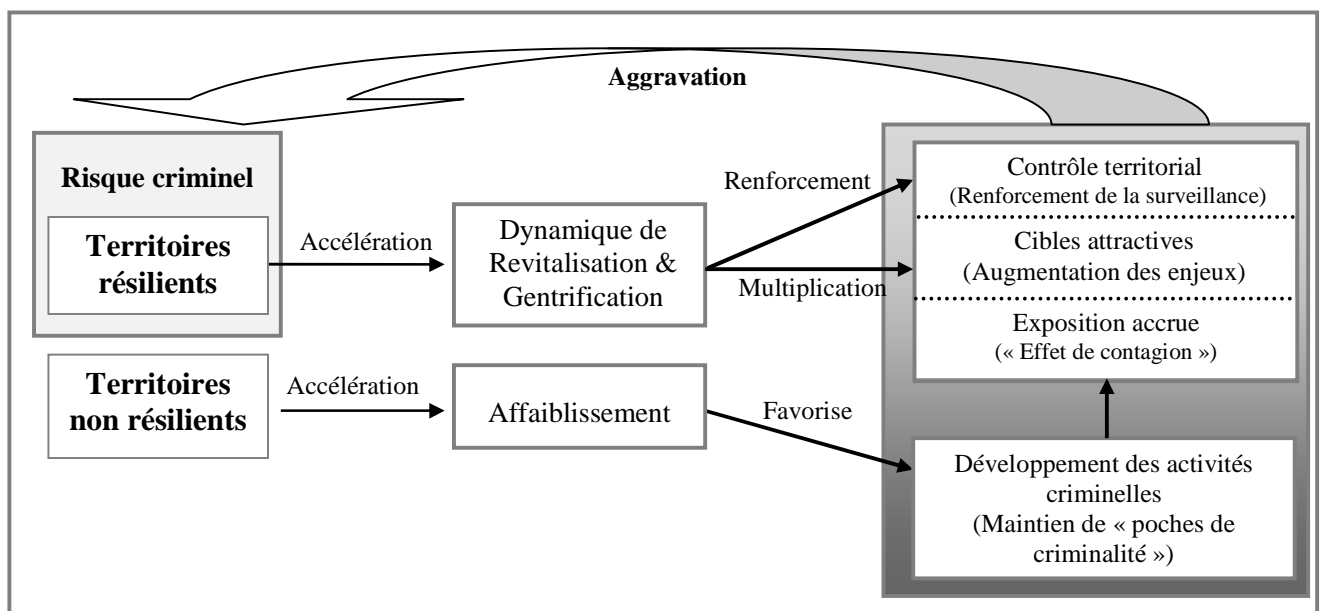 Aggravation
Risque criminel
Territoires
résilients
Accélération
Dynamique de
Revitalisation &
Gentrification
Renforcement
Multiplication
Contrôle territorial
(Renforcement de la surveillance)
Cibles attractives
(Augmentation des enjeux)
Exposition accrue
(« Effet de contagion »)
Territoires
non résilients
Accélération
Affaiblissement
Favorise
Développement des activités
criminelles
(Maintien de « poches de
criminalité »)